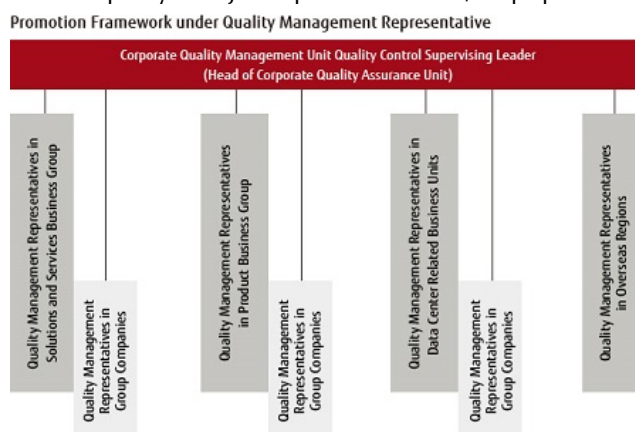 Promotion Framework under Quality Management Representative
Corporate Quality Management Unit Quality Control Supervising Leader
(Head of Corporate Quality Assurance Unit)
Quality Management Representatives in
Solutions and Services Business Group
Quality Management
Representatives in
Group Companies
Quality Management Representatives
in Product Business Group
Quality Management
Representatives in
Group Companies
Quality Management Representatives in
Data Center Related Business Units
Quality Management
Representatives in
Group Companies
Quality Management Representatives
in Overseas Regions